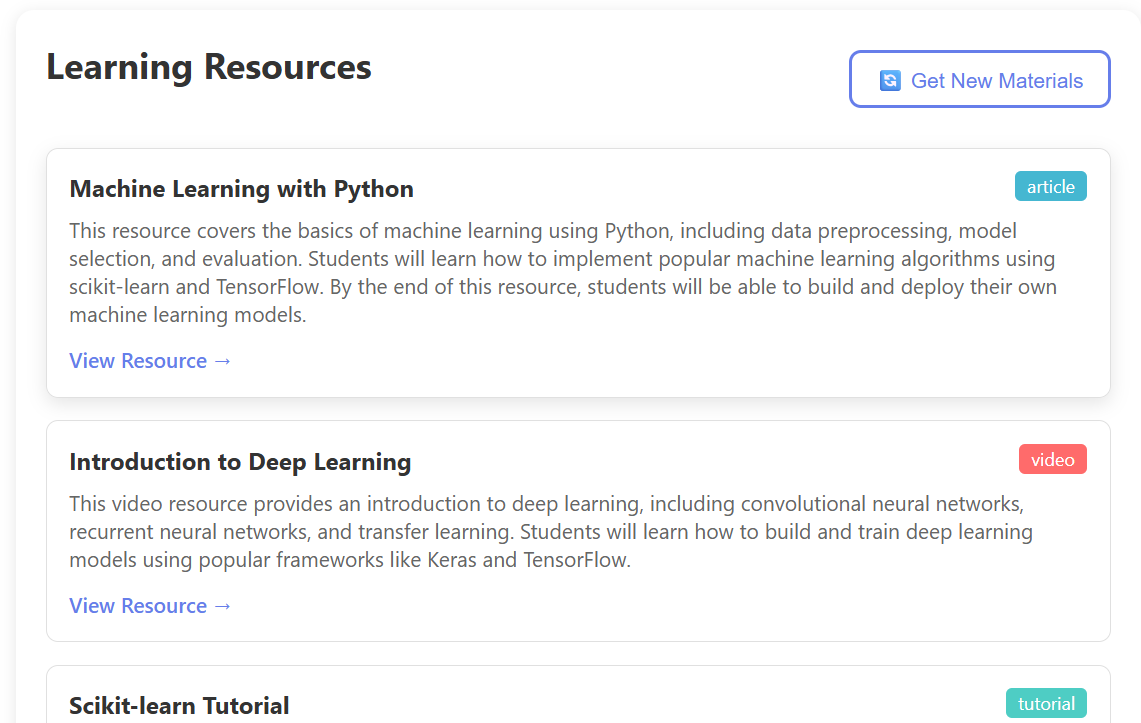 Learning Resources
Get New Materials
Machine Learning with Python
article
This resource covers the basics of machine learning using Python, including data preprocessing, model
selection, and evaluation. Students will learn how to implement popular machine learning algorithms using
scikit-learn and TensorFlow. By the end of this resource, students will be able to build and deploy their own
machine learning models.
View Resource →
Introduction to Deep Learning
video
This video resource provides an introduction to deep learning, including convolutional neural networks,
recurrent neural networks, and transfer learning. Students will learn how to build and train deep learning
models using popular frameworks like Keras and TensorFlow.
View Resource →
Scikit-learn Tutorial
tutorial